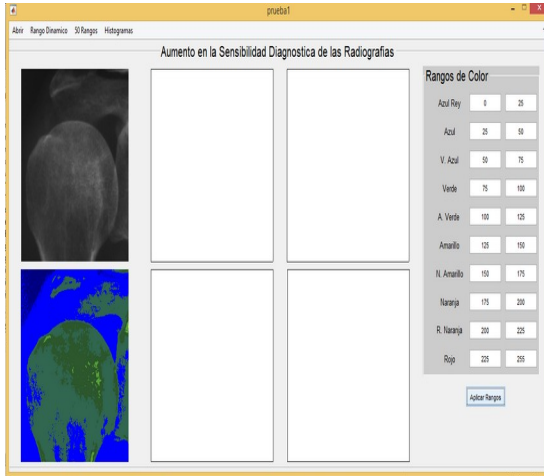 prueba1
Abrir Rango Dinamico 50 Rangos Histogramas
Aumento en la Sensibilidad Diagnostica de las Radiografias
Rangos de Color
Azul Rey 0 25
Azul 25 50
V. Azul 50 75
Verde 75 100
A. Verde 100 125
Amarillo 125 150
N. Amarillo 150 175
Naranja 175 200
R. Naranja 200 225
Rojo 225 255
Aplicar Rangos